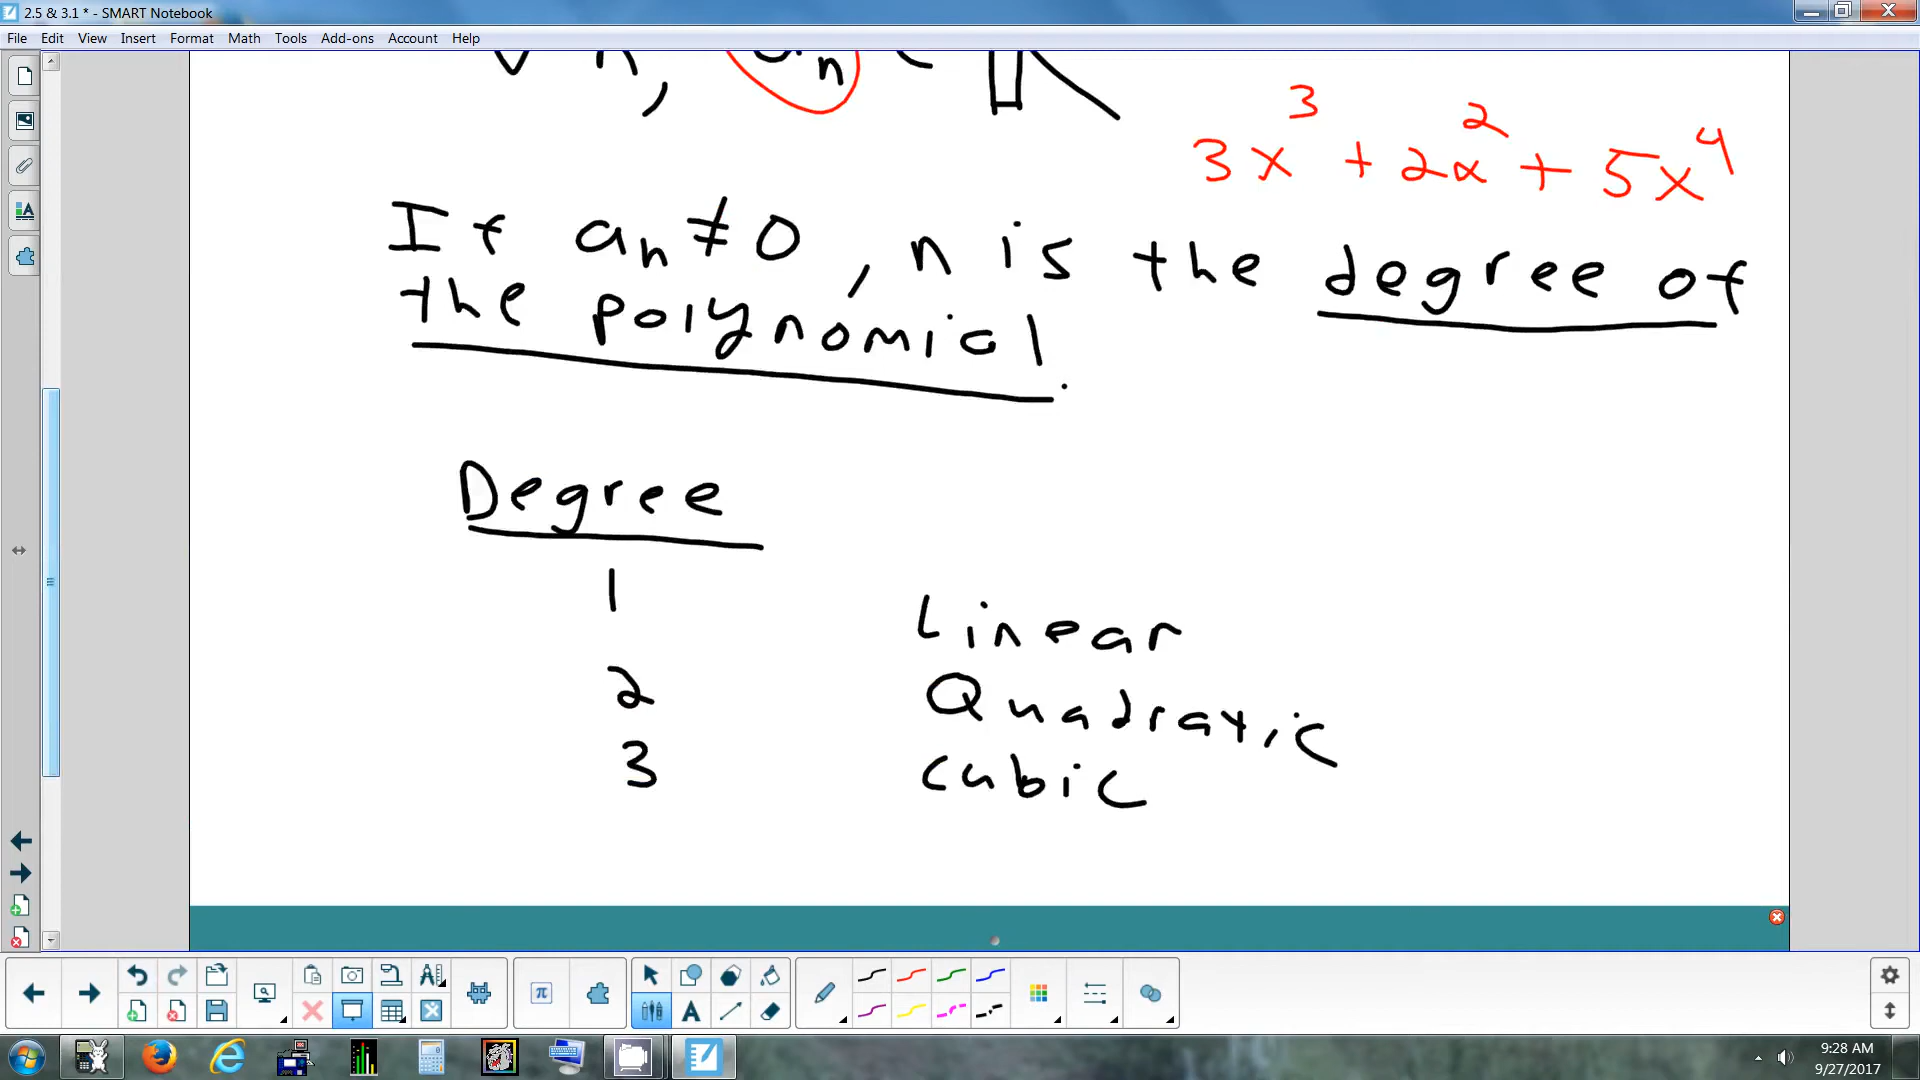 2.5 & 3.1 * - SMART Notebook
File Edit View Insert Format Math Tools Add-ons Account Help
n, aₙ
3x³ + 2x² + 5x⁴
If aₙ ≠ 0, n is the degree of
the polynomial.
Degree
1 Linear
2 Quadratic
3 Cubic
π
A
9:28 AM
9/27/2017